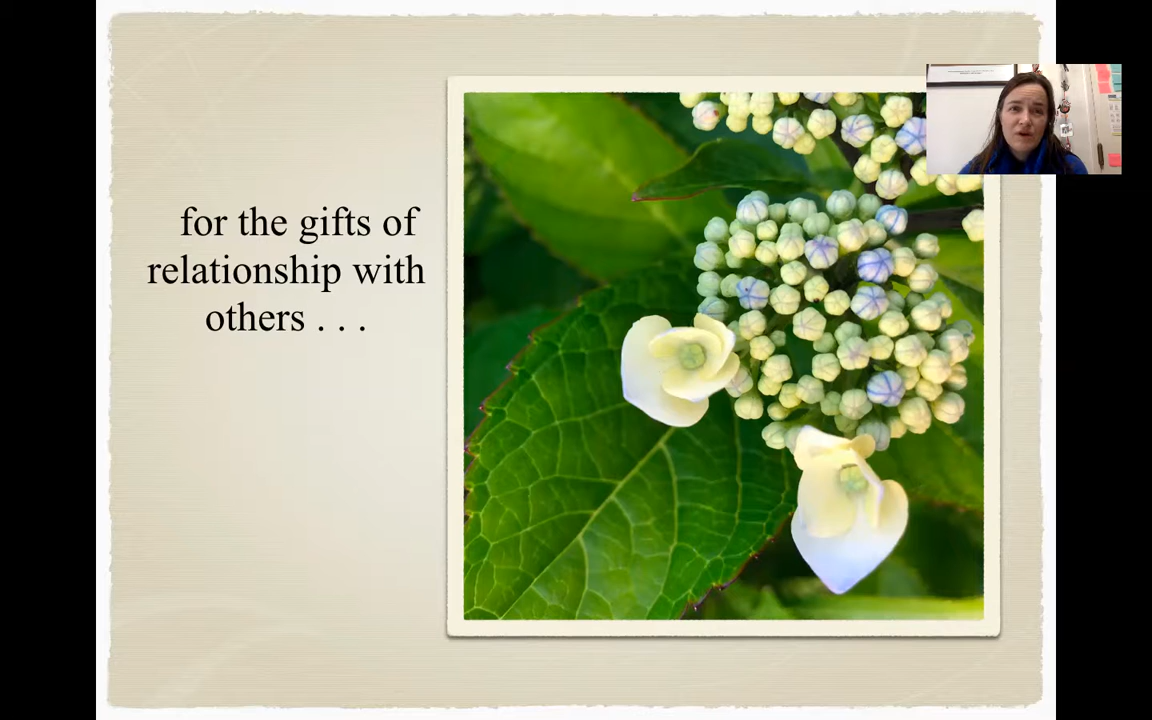 for the gifts of
relationship with
others . . .